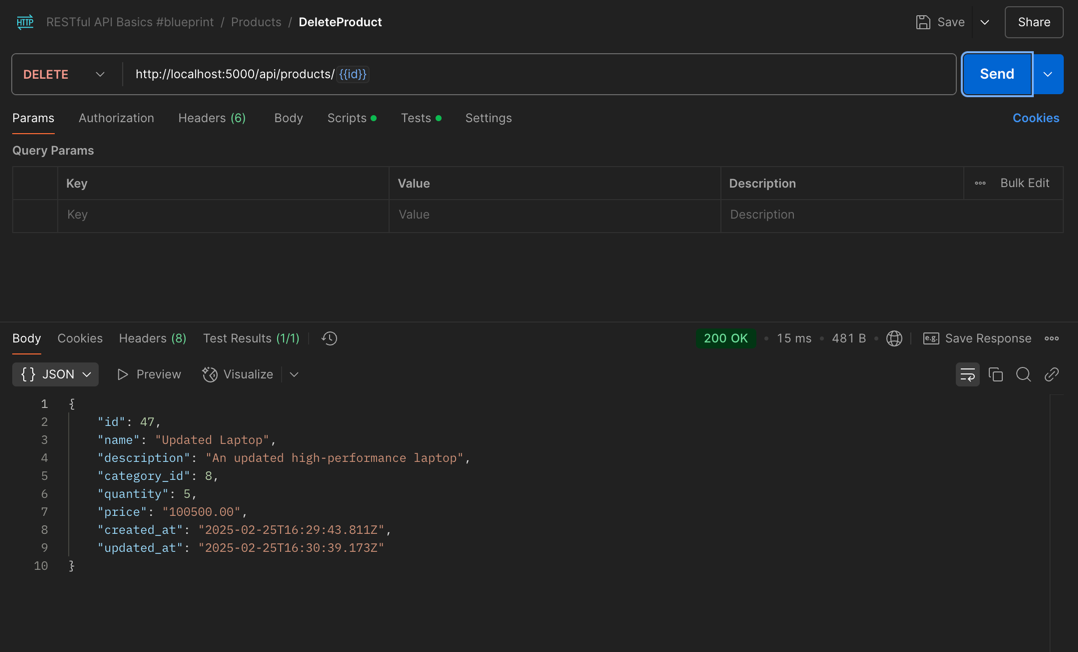 HTTP RESTful API Basics #blueprint / Products / DeleteProduct Save Share
DELETE http://localhost:5000/api/products/ {{id}} Send
Params Authorization Headers (6) Body Scripts Tests Settings Cookies
Query Params
Key Value Description Bulk Edit
Key Value Description
Body Cookies Headers (8) Test Results (1/1) 200 OK 15 ms 481 B e.g. Save Response
{} JSON Preview Visualize
1 {
2 "id": 47,
3 "name": "Updated Laptop",
4 "description": "An updated high-performance laptop",
5 "category_id": 8,
6 "quantity": 5,
7 "price": "100500.00",
8 "created_at": "2025-02-25T16:29:43.811Z",
9 "updated_at": "2025-02-25T16:30:39.173Z"
10 }